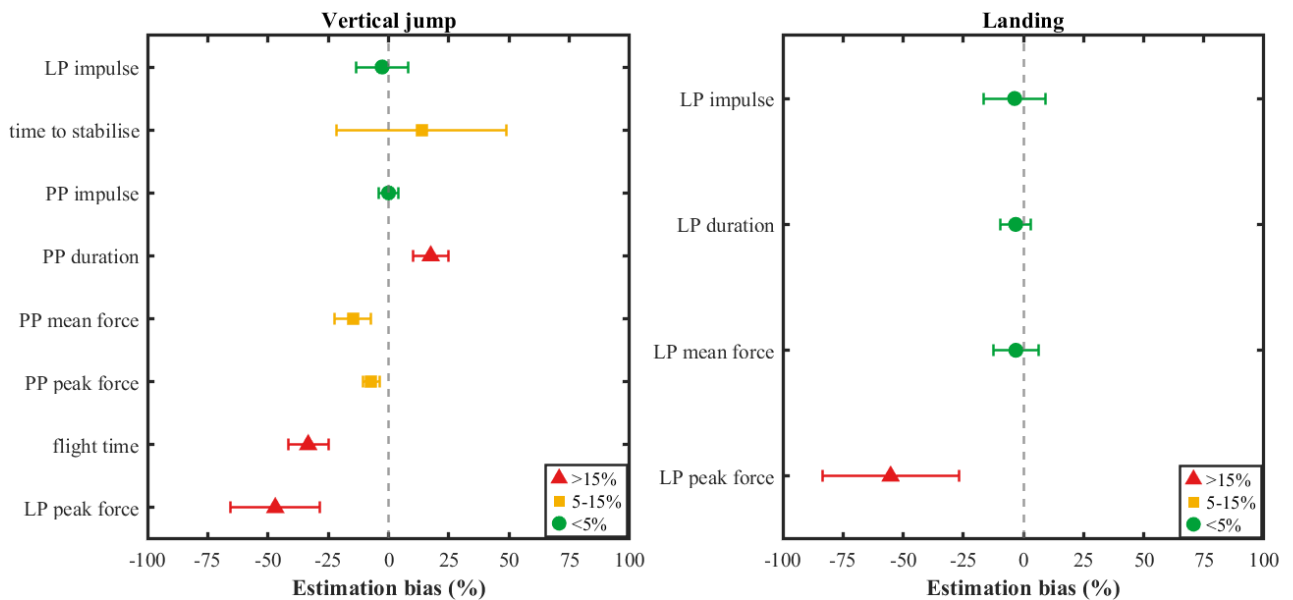 Vertical jump
LP impulse
time to stabilise
PP impulse
PP duration
PP mean force
PP peak force
flight time
LP peak force
>15%
5-15%
<5%
-100 -75 -50 -25 0 25 50 75 100
Estimation bias (%)
Landing
LP impulse
LP duration
LP mean force
LP peak force
>15%
5-15%
<5%
-100 -75 -50 -25 0 25 50 75 100
Estimation bias (%)